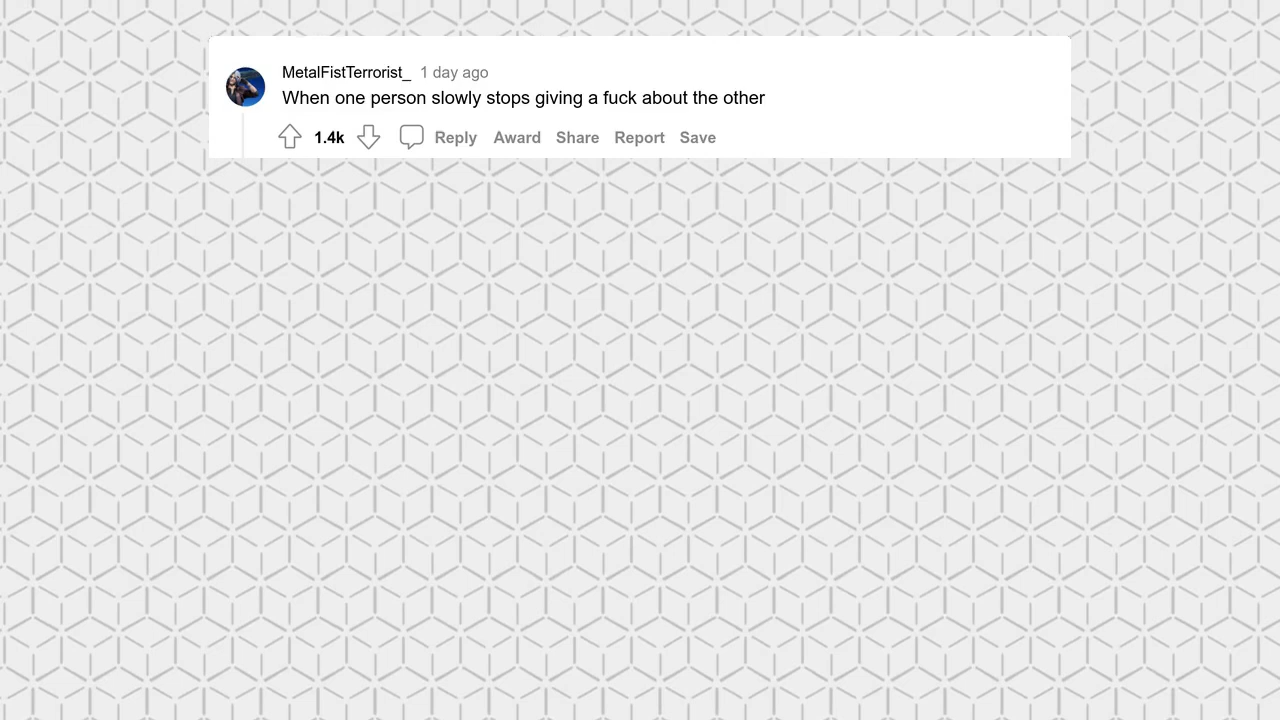 MetalFistTerrorist_ 1 day ago
When one person slowly stops giving a fuck about the other
1.4k Reply Award Share Report Save